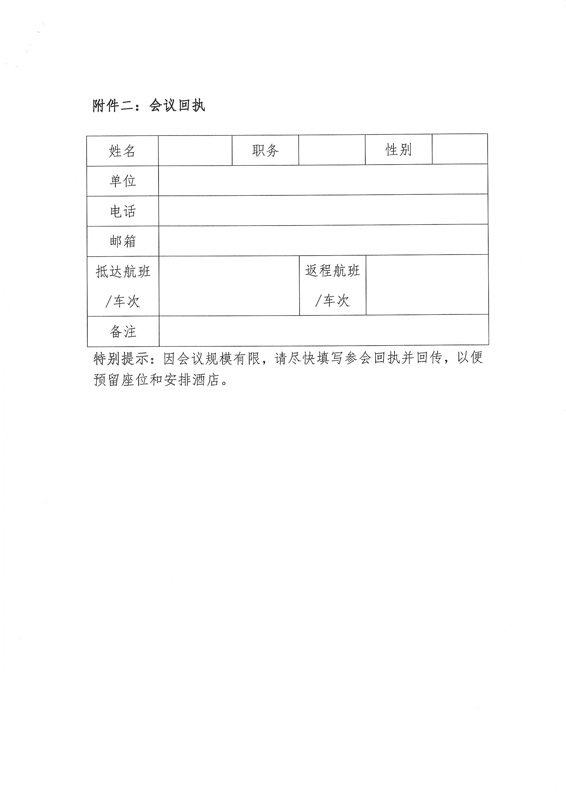 附件二：会议回执
姓名 职务 性别
单位
电话
邮箱
抵达航班 返程航班
/车次 /车次
备注
特别提示：因会议规模有限，请尽快填写参会回执并回传，以便
预留座位和安排酒店。